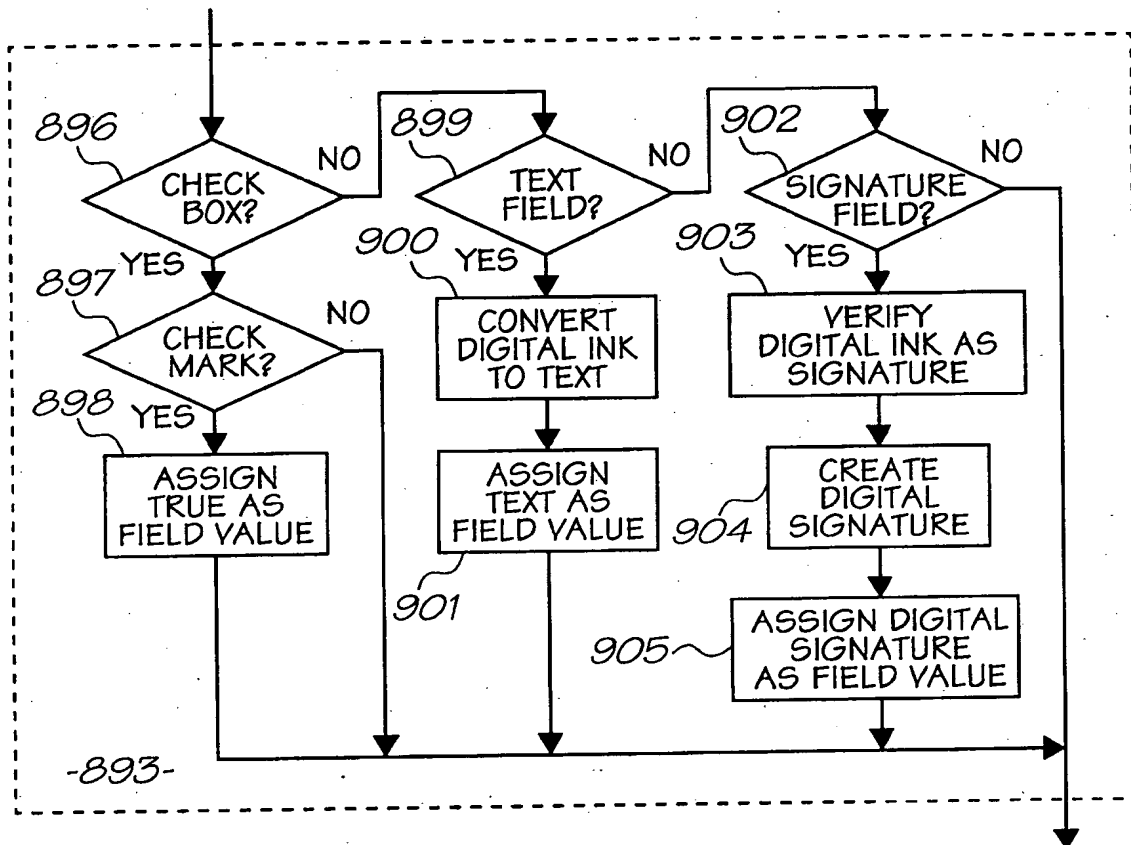 896
CHECK
BOX?
NO
YES
897
CHECK
MARK?
NO
YES
898
ASSIGN
TRUE AS
FIELD VALUE
899
TEXT
FIELD?
NO
YES
900
CONVERT
DIGITAL INK
TO TEXT
ASSIGN
TEXT AS
FIELD VALUE
901
902
SIGNATURE
FIELD?
NO
YES
903
VERIFY
DIGITAL INK AS
SIGNATURE
CREATE
DIGITAL
SIGNATURE
904
ASSIGN DIGITAL
SIGNATURE
AS FIELD VALUE
905
-893-